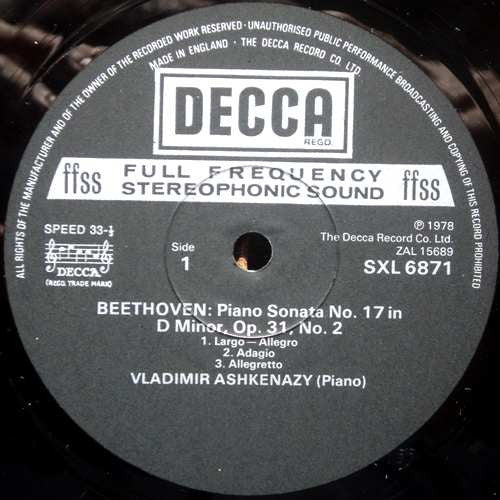 ALL RIGHTS OF THE MANUFACTURER AND OF THE OWNER OF THE RECORDED WORK RESERVED · UNAUTHORISED PUBLIC PERFORMANCE BROADCASTING AND COPYING OF THIS RECORD PROHIBITED
MADE IN ENGLAND · THE DECCA RECORD CO. LTD.
DECCA
REGD.
ffss
FULL FREQUENCY
STEREOPHONIC SOUND
ffss
SPEED 33-⅓
DECCA
(REGD. TRADE MARK)
Side
1
℗ 1978
The Decca Record Co. Ltd.
ZAL 15689
SXL 6871
BEETHOVEN: Piano Sonata No. 17 in
D Minor, Op. 31, No. 2
1. Largo — Allegro
2. Adagio
3. Allegretto
VLADIMIR ASHKENAZY (Piano)